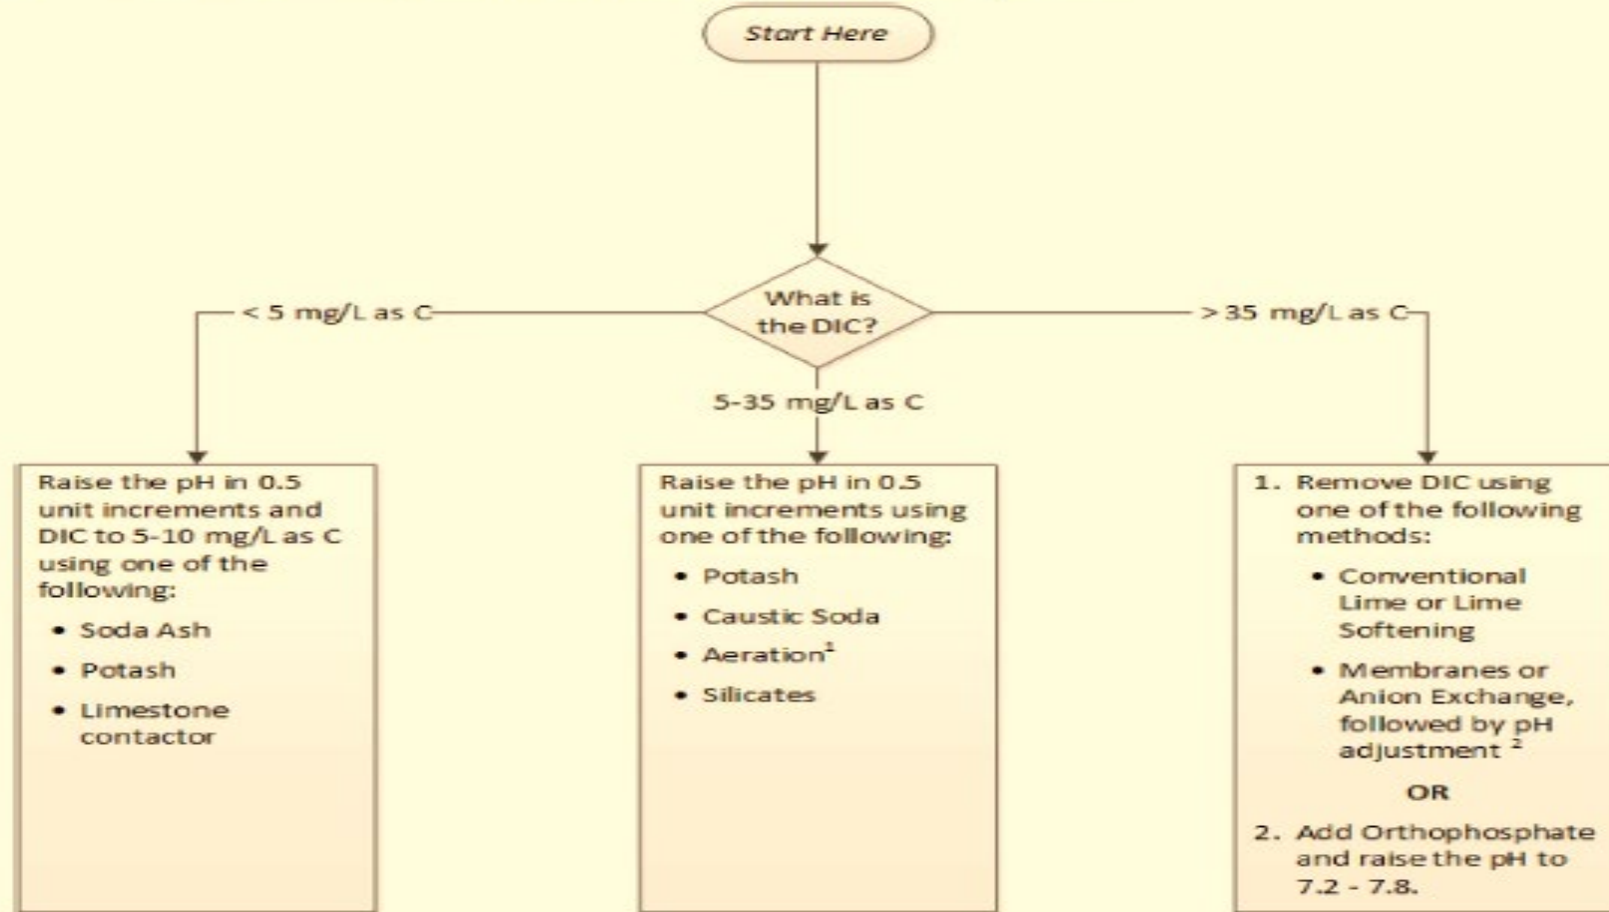 Start Here
What is
the DIC?
< 5 mg/L as C
> 35 mg/L as C
5-35 mg/L as C
Raise the pH in 0.5
unit increments and
DIC to 5-10 mg/L as C
using one of the
following:
• Soda Ash
• Potash
• Limestone
contactor
Raise the pH in 0.5
unit increments using
one of the following:
• Potash
• Caustic Soda
• Aeration¹
• Silicates
1. Remove DIC using
one of the following
methods:
• Conventional
Lime or Lime
Softening
• Membranes or
Anion Exchange,
followed by pH
adjustment ²
OR
2. Add Orthophosphate
and raise the pH to
7.2 - 7.8.